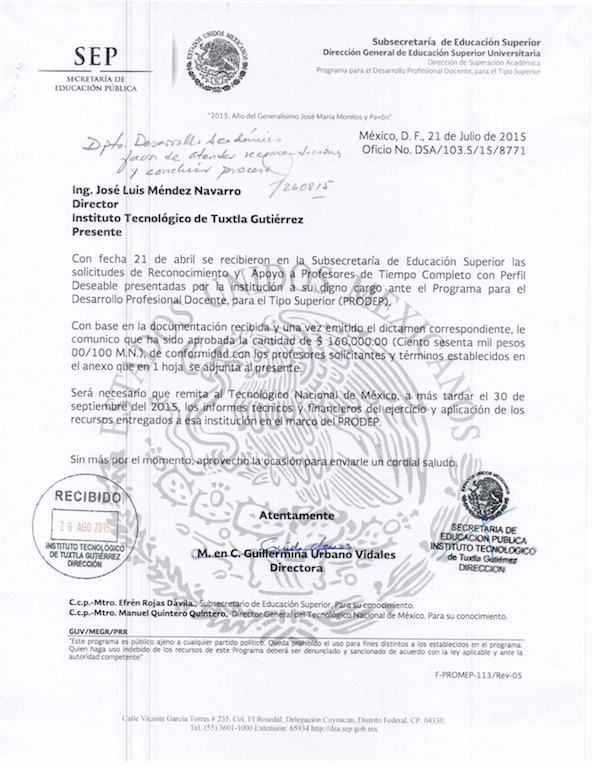 SEP
SECRETARÍA DE
EDUCACIÓN PÚBLICA
ESTADOS UNIDOS MEXICANOS
Subsecretaría de Educación Superior
Dirección General de Educación Superior Universitaria
Dirección de Superación Académica
Programa para el Desarrollo Profesional Docente, para el Tipo Superior
"2015, Año del Generalísimo José María Morelos y Pavón"
Dpto. Desarrollo Académico
favor de atender recomendaciones
y concluir proceso
/260815
México, D. F., 21 de Julio de 2015
Oficio No. DSA/103.5/15/8771
Ing. José Luis Méndez Navarro
Director
Instituto Tecnológico de Tuxtla Gutiérrez
Presente
Con fecha 21 de abril se recibieron en la Subsecretaría de Educación Superior las
solicitudes de Reconocimiento y Apoyo a Profesores de Tiempo Completo con Perfil
Deseable presentadas por la institución a su digno cargo ante el Programa para el
Desarrollo Profesional Docente, para el Tipo Superior (PRODEP).
Con base en la documentación recibida y una vez emitido el dictamen correspondiente, le
comunico que ha sido aprobada la cantidad de $ 160,000.00 (Ciento sesenta mil pesos
00/100 M.N.), de conformidad con los profesores solicitantes y términos establecidos en
el anexo que en 1 hoja se adjunta al presente.
Será necesario que remita al Tecnológico Nacional de México, a más tardar el 30 de
septiembre del 2015, los informes técnicos y financieros del ejercicio y aplicación de los
recursos entregados a esa institución en el marco del PRODEP.
Sin más por el momento, aprovecho la ocasión para enviarle un cordial saludo.
ESTADOS UNIDOS MEXICANOS
RECIBIDO
26 AGO 2015
INSTITUTO TECNOLÓGICO
DE TUXTLA GUTIÉRREZ
DIRECCIÓN
Atentamente
M. en C. Guillermina Urbano Vidales
Directora
ESTADOS UNIDOS MEXICANOS
SECRETARIA DE
EDUCACION PUBLICA
INSTITUTO TECNOLOGICO
de Tuxtla Gutiérrez
DIRECCION
C.c.p.-Mtro. Efrén Rojas Dávila., Subsecretario de Educación Superior. Para su conocimiento.
C.c.p.-Mtro. Manuel Quintero Quintero, Director General del Tecnológico Nacional de México. Para su conocimiento.
GUV/MEGR/PRR
"Este programa es público ajeno a cualquier partido político. Queda prohibido el uso para fines distintos a los establecidos en el programa.
Quien haga uso indebido de los recursos de este Programa deberá ser denunciado y sancionado de acuerdo con la ley aplicable y ante la
autoridad competente"
F-PROMEP-113/Rev-05
Calle Vicente García Torres # 235, Col. El Rosedal, Delegación Coyoacán, Distrito Federal, CP. 04330,
Tel. (55) 3601-1000 Extensión: 65934 http://dsa.sep.gob.mx